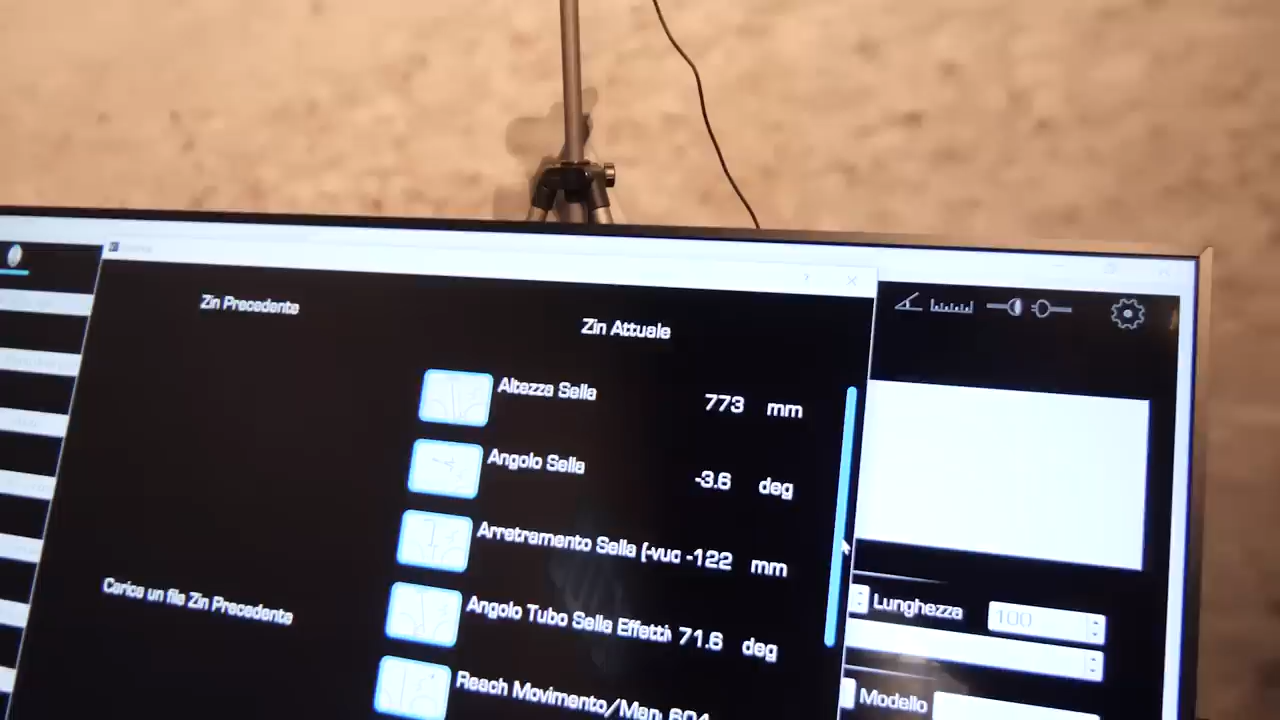 Zin Precedente
Zin Attuale
Altezza Sella 773 mm
Angolo Sella -3.6 deg
Arretramento Sella (-vuo -122 mm
Angolo Tubo Sella Effetti 71.6 deg
Reach Movimento/Man 604
Carica un file Zin Precedente
Lunghezza 100
Modello